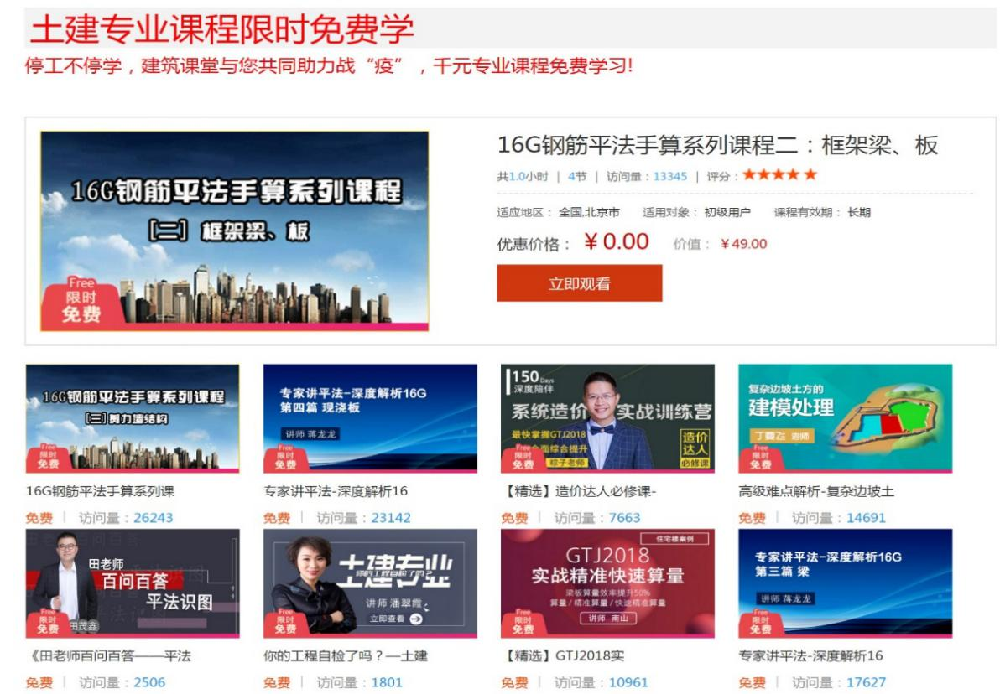 土建专业课程限时免费学
停工不停学，建筑课堂与您共同助力战“疫”，千元专业课程免费学习!
16G钢筋平法手算系列课程
[二] 框架梁、板
Free
限时
免费
16G钢筋平法手算系列课程二：框架梁、板
共1.0小时 | 4节 | 访问量：13345 | 评分：
适应地区： 全国,北京市 适用对象： 初级用户 课程有效期： 长期
优惠价格： ￥0.00 价值： ￥49.00
立即观看
16G钢筋平法手算系列课程
[三]剪力墙结构
Free
限时
免费
16G钢筋平法手算系列课
免费 | 访问量：26243
专家讲平法-深度解析16G
第四篇 现浇板
讲师 蒋龙龙
Free
限时
免费
专家讲平法-深度解析16
免费 | 访问量：23142
150 Days
深度陪伴
系统造价实战训练营
最快掌握GTJ2018
全面综合提升
棕子老师
造价
达人
必修课
Free
限时
免费
【精选】造价达人必修课-
免费 | 访问量：7663
复杂边坡土方的
建模处理
老师
Free
限时
免费
高级难点解析-复杂边坡土
免费 | 访问量：14691
田老师
百问百答
平法识图
田茂鑫
Free
限时
免费
《田老师百问百答——平法
免费 | 访问量：2506
土建专业
你的工程自检了吗?
讲师 潘翠霞
立即查看
Free
限时
免费
你的工程自检了吗？—土建
免费 | 访问量：1801
住宅楼案例
GTJ2018
实战精准快速算量
梁板算量效率提升50%
算量/精准算量/快速精准算量
讲师 南山
Free
限时
免费
【精选】GTJ2018实
免费 | 访问量：10961
专家讲平法-深度解析16G
第三篇 梁
讲师 蒋龙龙
Free
限时
免费
专家讲平法-深度解析16
免费 | 访问量：17627